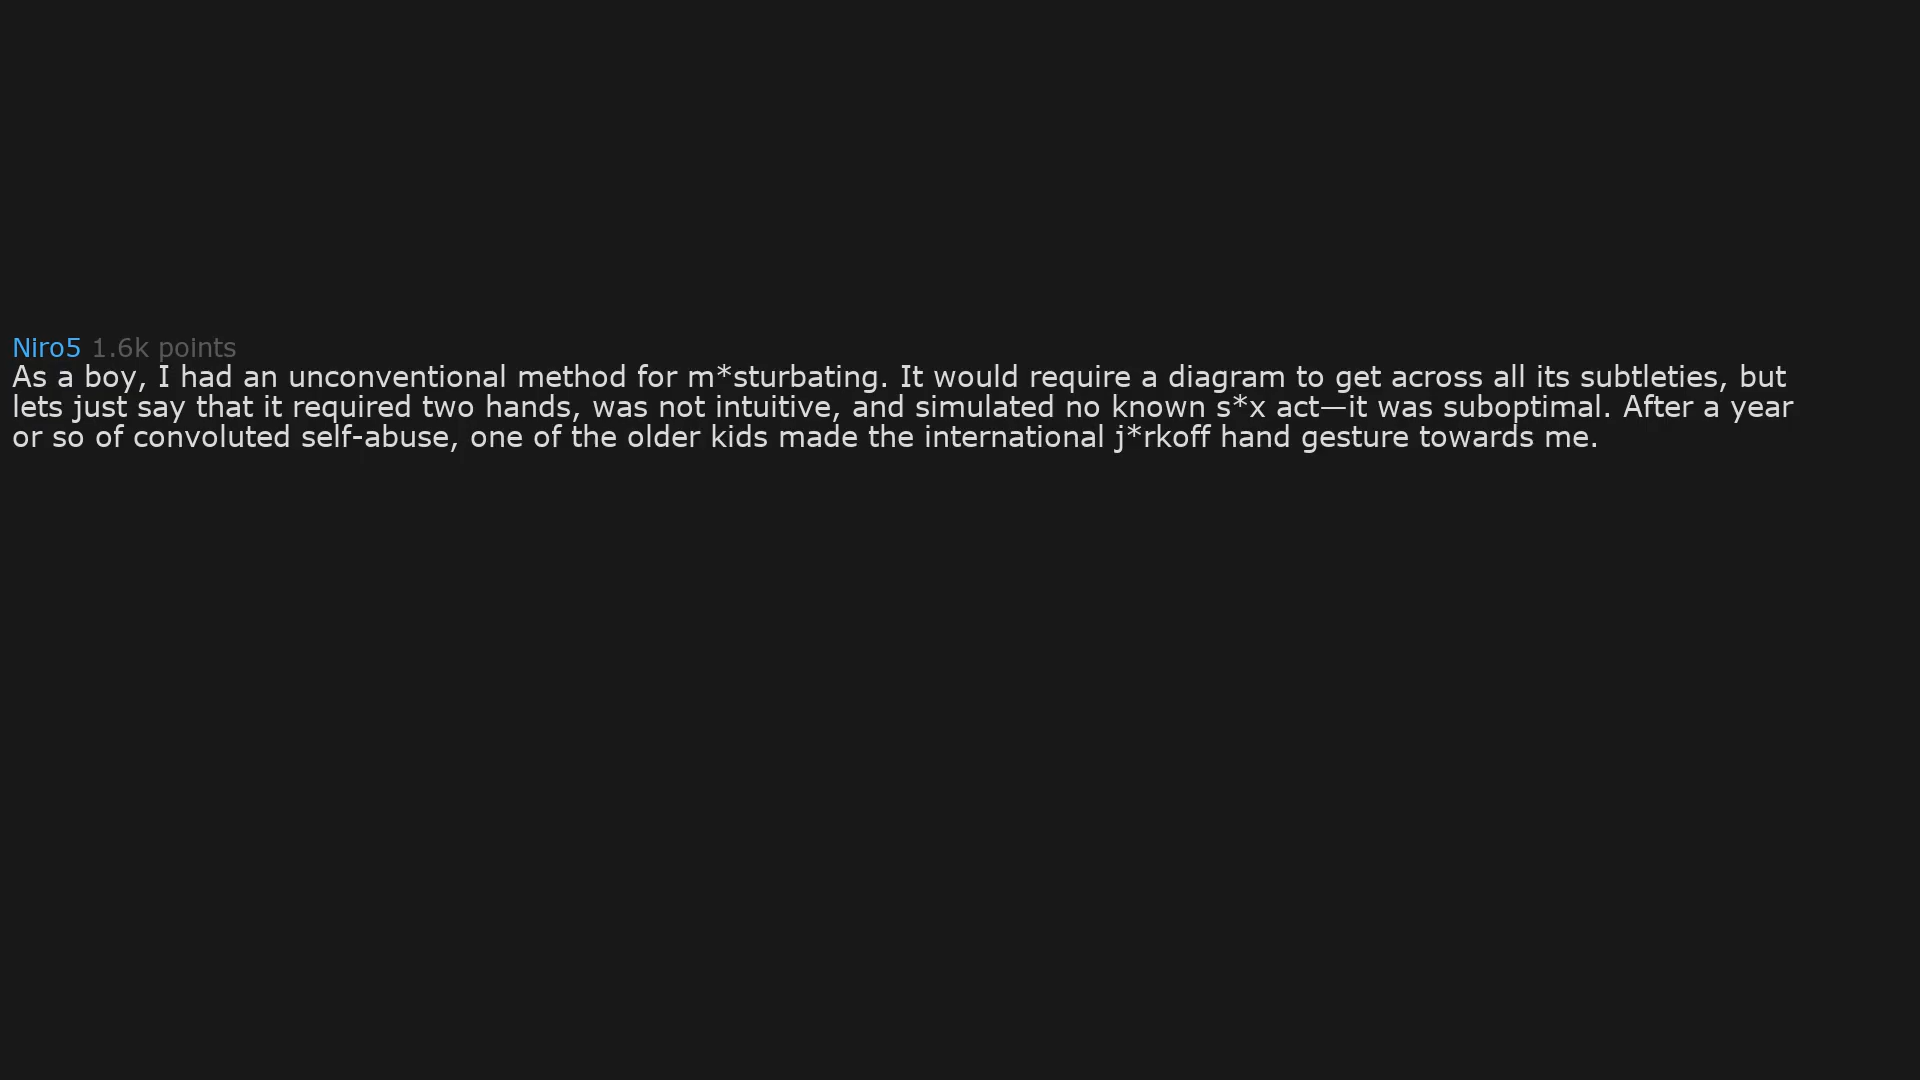 Niro5 1.6k points
As a boy, I had an unconventional method for m*sturbating. It would require a diagram to get across all its subtleties, but
lets just say that it required two hands, was not intuitive, and simulated no known s*x act—it was suboptimal. After a year
or so of convoluted self-abuse, one of the older kids made the international j*rkoff hand gesture towards me.